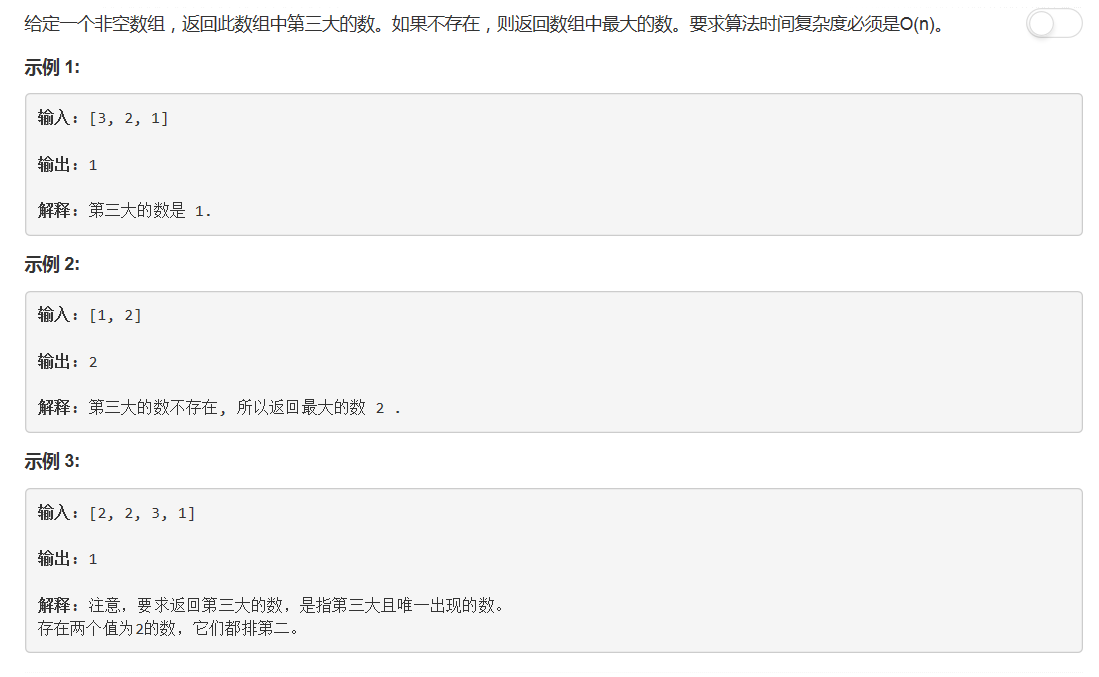 给定一个非空数组，返回此数组中第三大的数。如果不存在，则返回数组中最大的数。要求算法时间复杂度必须是O(n)。
示例 1:
输入：[3, 2, 1]
输出：1
解释：第三大的数是 1.
示例 2:
输入：[1, 2]
输出：2
解释：第三大的数不存在, 所以返回最大的数 2 .
示例 3:
输入：[2, 2, 3, 1]
输出：1
解释：注意，要求返回第三大的数，是指第三大且唯一出现的数。
存在两个值为2的数，它们都排第二。